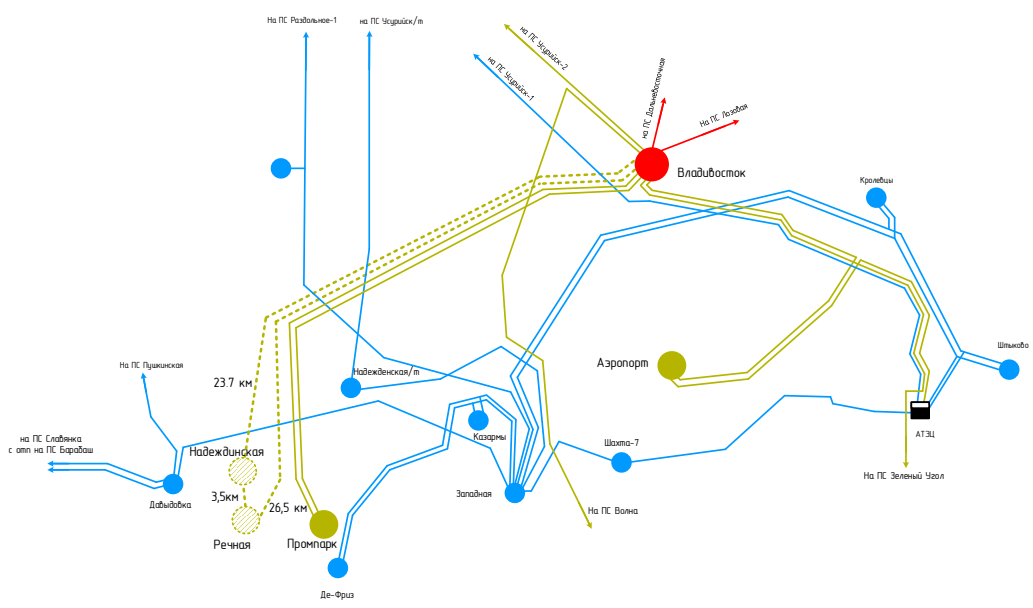 На ПС Раздольное-1
на ПС Уссурийск/т
на ПС Усурийск-2
на ПС Усурийск-1
на ПС Дальневосточная
На ПС Лазовая
Владивосток
Кролевцы
Штыково
Аэропорт
На ПС Пушкинская
23.7 км
Надежденская/т
на ПС Славянка
с отп на ПС Барабаш
Надеждинская
Казармы
Шахта-7
АТЭЦ
На ПС Зеленый Угол
Давыдовка
3,5км
26,5 км
Западная
На ПС Волна
Речная
Промпарк
Де-Фриз